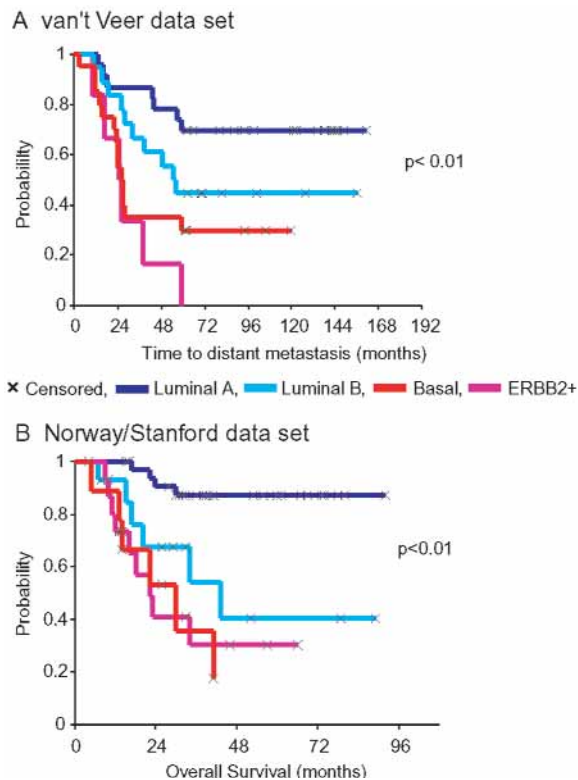 A van't Veer data set
1
0.8
0.6
0.4
0.2
0
Probability
p< 0.01
0 24 48 72 96 120 144 168 192
Time to distant metastasis (months)
× Censored, Luminal A, Luminal B, Basal, ERBB2+
B Norway/Stanford data set
1
0.8
0.6
0.4
0.2
0
Probability
p<0.01
0 24 48 72 96
Overall Survival (months)